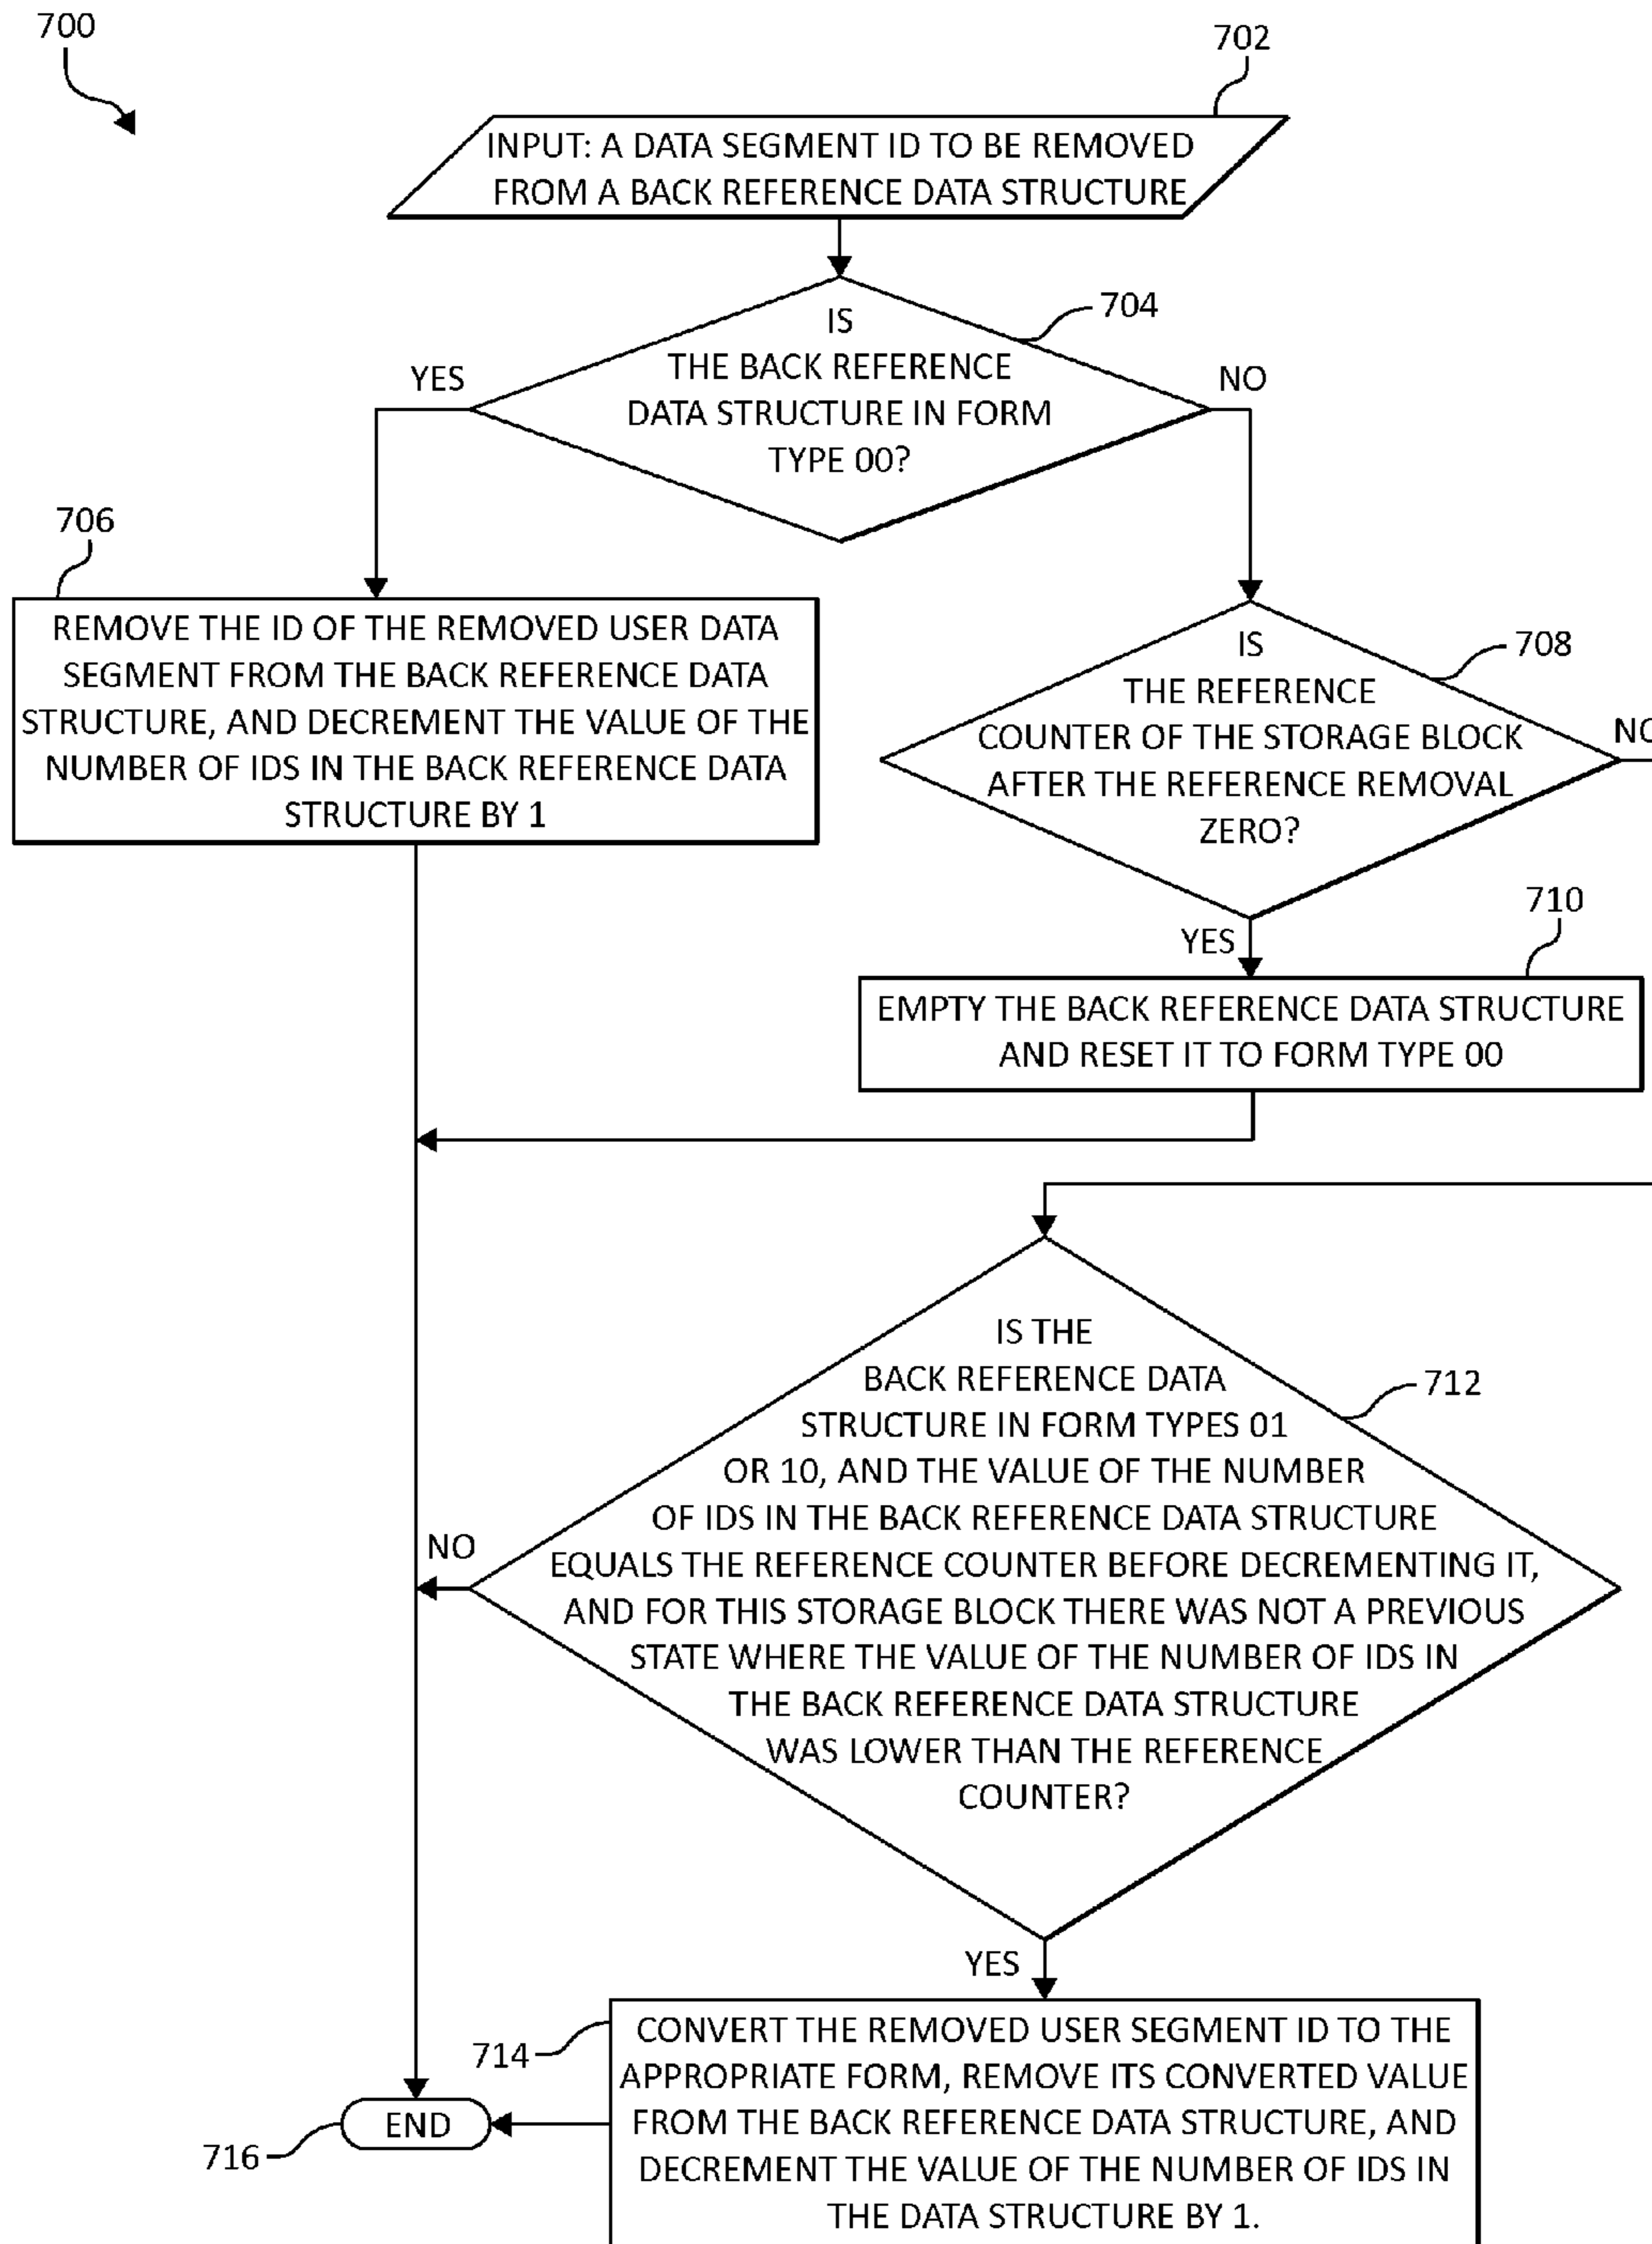 700
702
INPUT: A DATA SEGMENT ID TO BE REMOVED
FROM A BACK REFERENCE DATA STRUCTURE
704
IS
THE BACK REFERENCE
DATA STRUCTURE IN FORM
TYPE 00?
YES
NO
706
REMOVE THE ID OF THE REMOVED USER DATA
SEGMENT FROM THE BACK REFERENCE DATA
STRUCTURE, AND DECREMENT THE VALUE OF THE
NUMBER OF IDS IN THE BACK REFERENCE DATA
STRUCTURE BY 1
708
IS
THE REFERENCE
COUNTER OF THE STORAGE BLOCK
AFTER THE REFERENCE REMOVAL
ZERO?
NO
YES
710
EMPTY THE BACK REFERENCE DATA STRUCTURE
AND RESET IT TO FORM TYPE 00
712
IS THE
BACK REFERENCE DATA
STRUCTURE IN FORM TYPES 01
OR 10, AND THE VALUE OF THE NUMBER
OF IDS IN THE BACK REFERENCE DATA STRUCTURE
EQUALS THE REFERENCE COUNTER BEFORE DECREMENTING IT,
AND FOR THIS STORAGE BLOCK THERE WAS NOT A PREVIOUS
STATE WHERE THE VALUE OF THE NUMBER OF IDS IN
THE BACK REFERENCE DATA STRUCTURE
WAS LOWER THAN THE REFERENCE
COUNTER?
NO
YES
714
CONVERT THE REMOVED USER SEGMENT ID TO THE
APPROPRIATE FORM, REMOVE ITS CONVERTED VALUE
FROM THE BACK REFERENCE DATA STRUCTURE, AND
DECREMENT THE VALUE OF THE NUMBER OF IDS IN
THE DATA STRUCTURE BY 1.
END
716